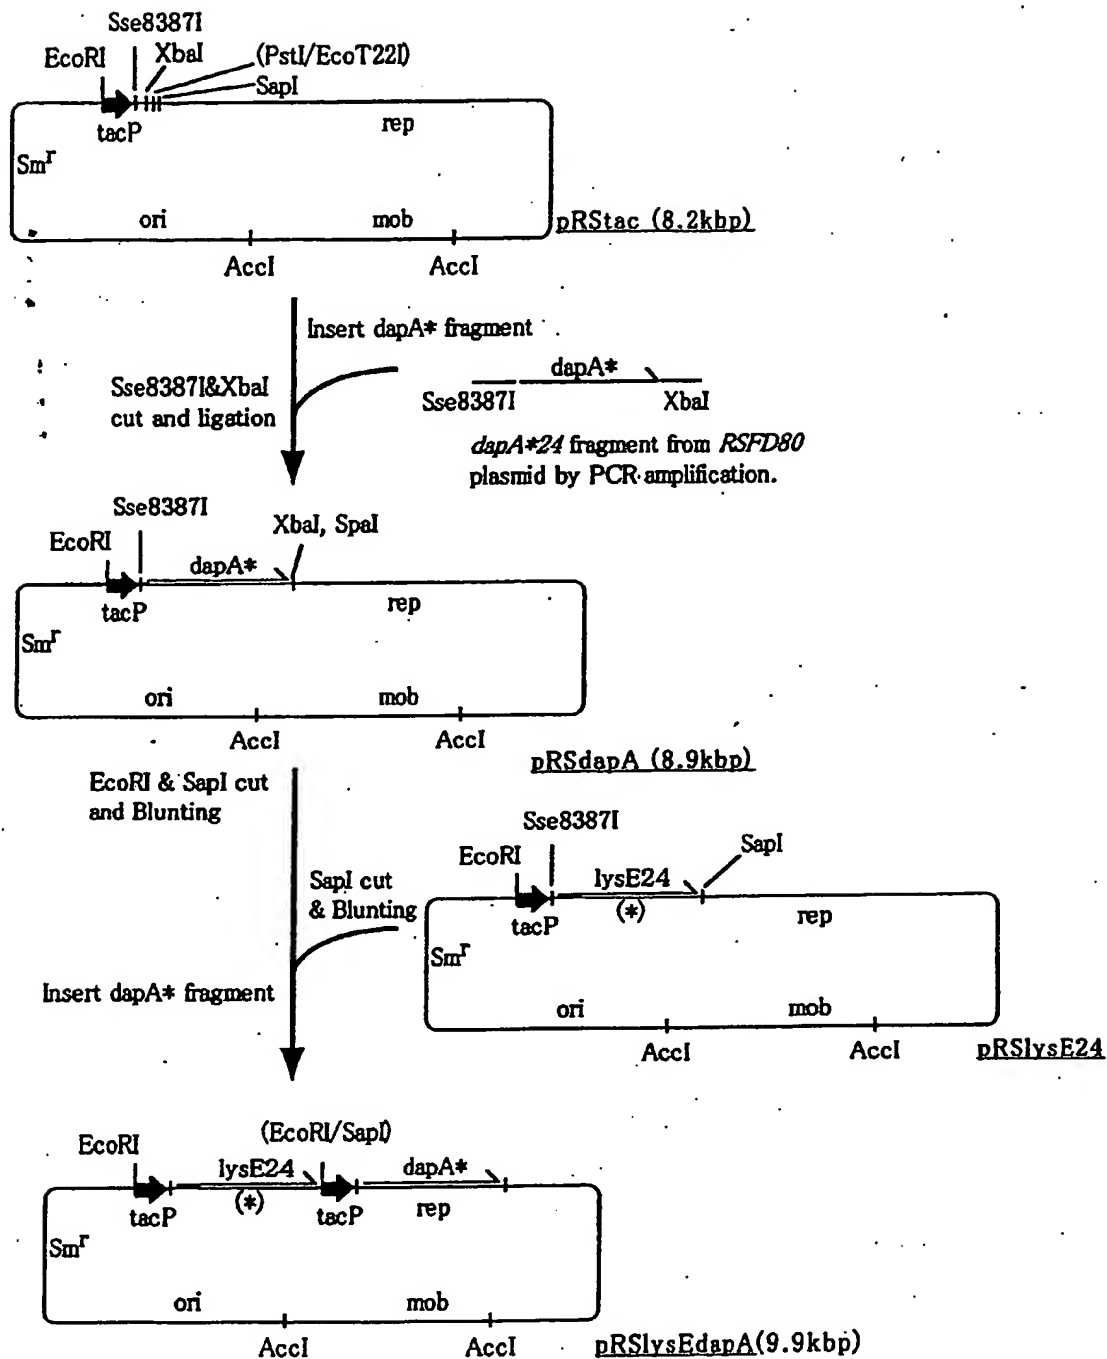 Sse8387I
EcoRI
XbaI
(PstI/EcoT22I)
SapI
tacP
rep
Smr
ori
mob
pRStac (8.2kbp)
AccI
AccI
Insert dapA* fragment
Sse8387I&XbaI
cut and ligation
dapA*
Sse8387I
XbaI
dapA*24 fragment from RSFD80
plasmid by PCR amplification.
Sse8387I
XbaI, SpaI
EcoRI
dapA*
tacP
rep
Smr
ori
mob
AccI
AccI
pRSdapA (8.9kbp)
EcoRI & SapI cut
and Blunting
Sse8387I
SapI
EcoRI
lysE24
SapI cut
& Blunting
(*)
tacP
rep
Smr
Insert dapA* fragment
ori
mob
AccI
AccI
pRSlysE24
(EcoRI/SapI)
EcoRI
lysE24
dapA*
tacP
(*)
tacP
rep
Smr
ori
mob
AccI
AccI
pRSlysEdapA(9.9kbp)